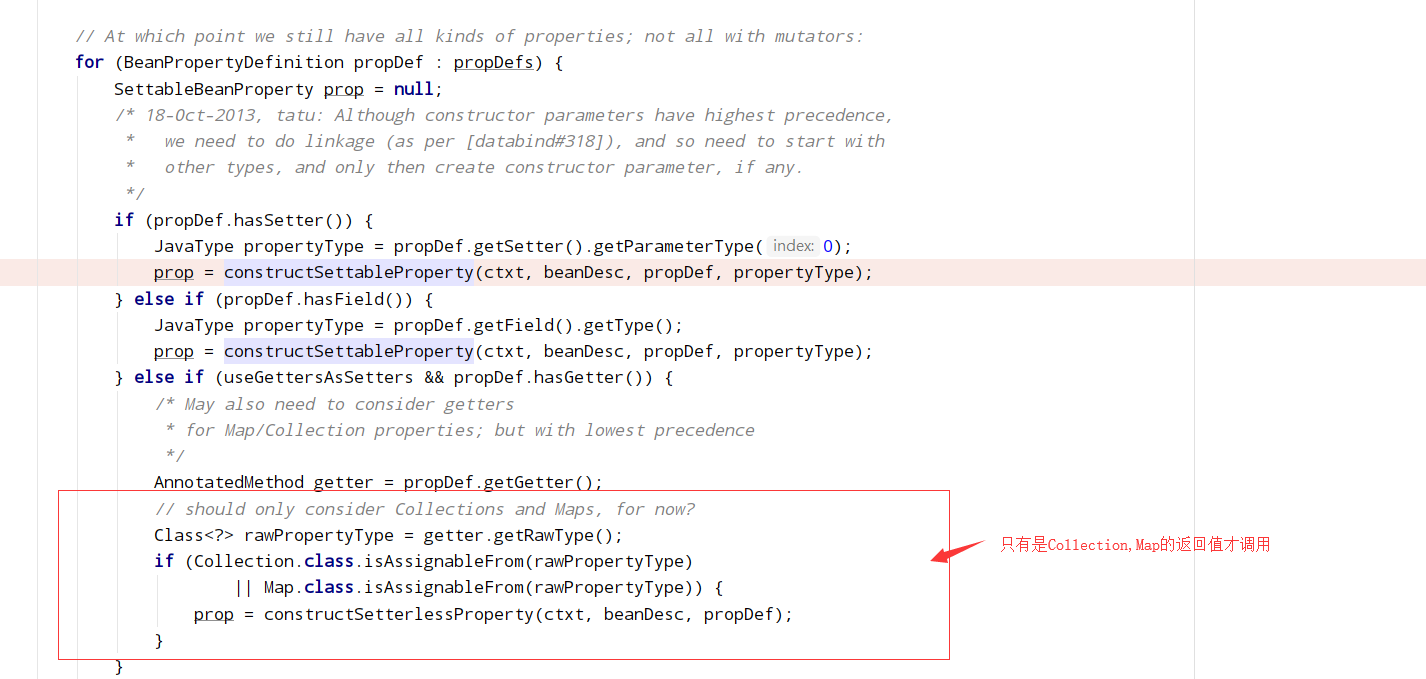 // At which point we still have all kinds of properties; not all with mutators:
for (BeanPropertyDefinition propDef : propDefs) {
SettableBeanProperty prop = null;
/* 18-Oct-2013, tatu: Although constructor parameters have highest precedence,
*   we need to do linkage (as per [databind#318]), and so need to start with
*   other types, and only then create constructor parameter, if any.
*/
if (propDef.hasSetter()) {
JavaType propertyType = propDef.getSetter().getParameterType( index: 0);
prop = constructSettableProperty(ctxt, beanDesc, propDef, propertyType);
} else if (propDef.hasField()) {
JavaType propertyType = propDef.getField().getType();
prop = constructSettableProperty(ctxt, beanDesc, propDef, propertyType);
} else if (useGettersAsSetters && propDef.hasGetter()) {
/* May also need to consider getters
* for Map/Collection properties; but with lowest precedence
*/
AnnotatedMethod getter = propDef.getGetter();
// should only consider Collections and Maps, for now?
Class<?> rawPropertyType = getter.getRawType();
if (Collection.class.isAssignableFrom(rawPropertyType)
只有是Collection,Map的返回值才调用
|| Map.class.isAssignableFrom(rawPropertyType)) {
prop = constructSetterlessProperty(ctxt, beanDesc, propDef);
}
}